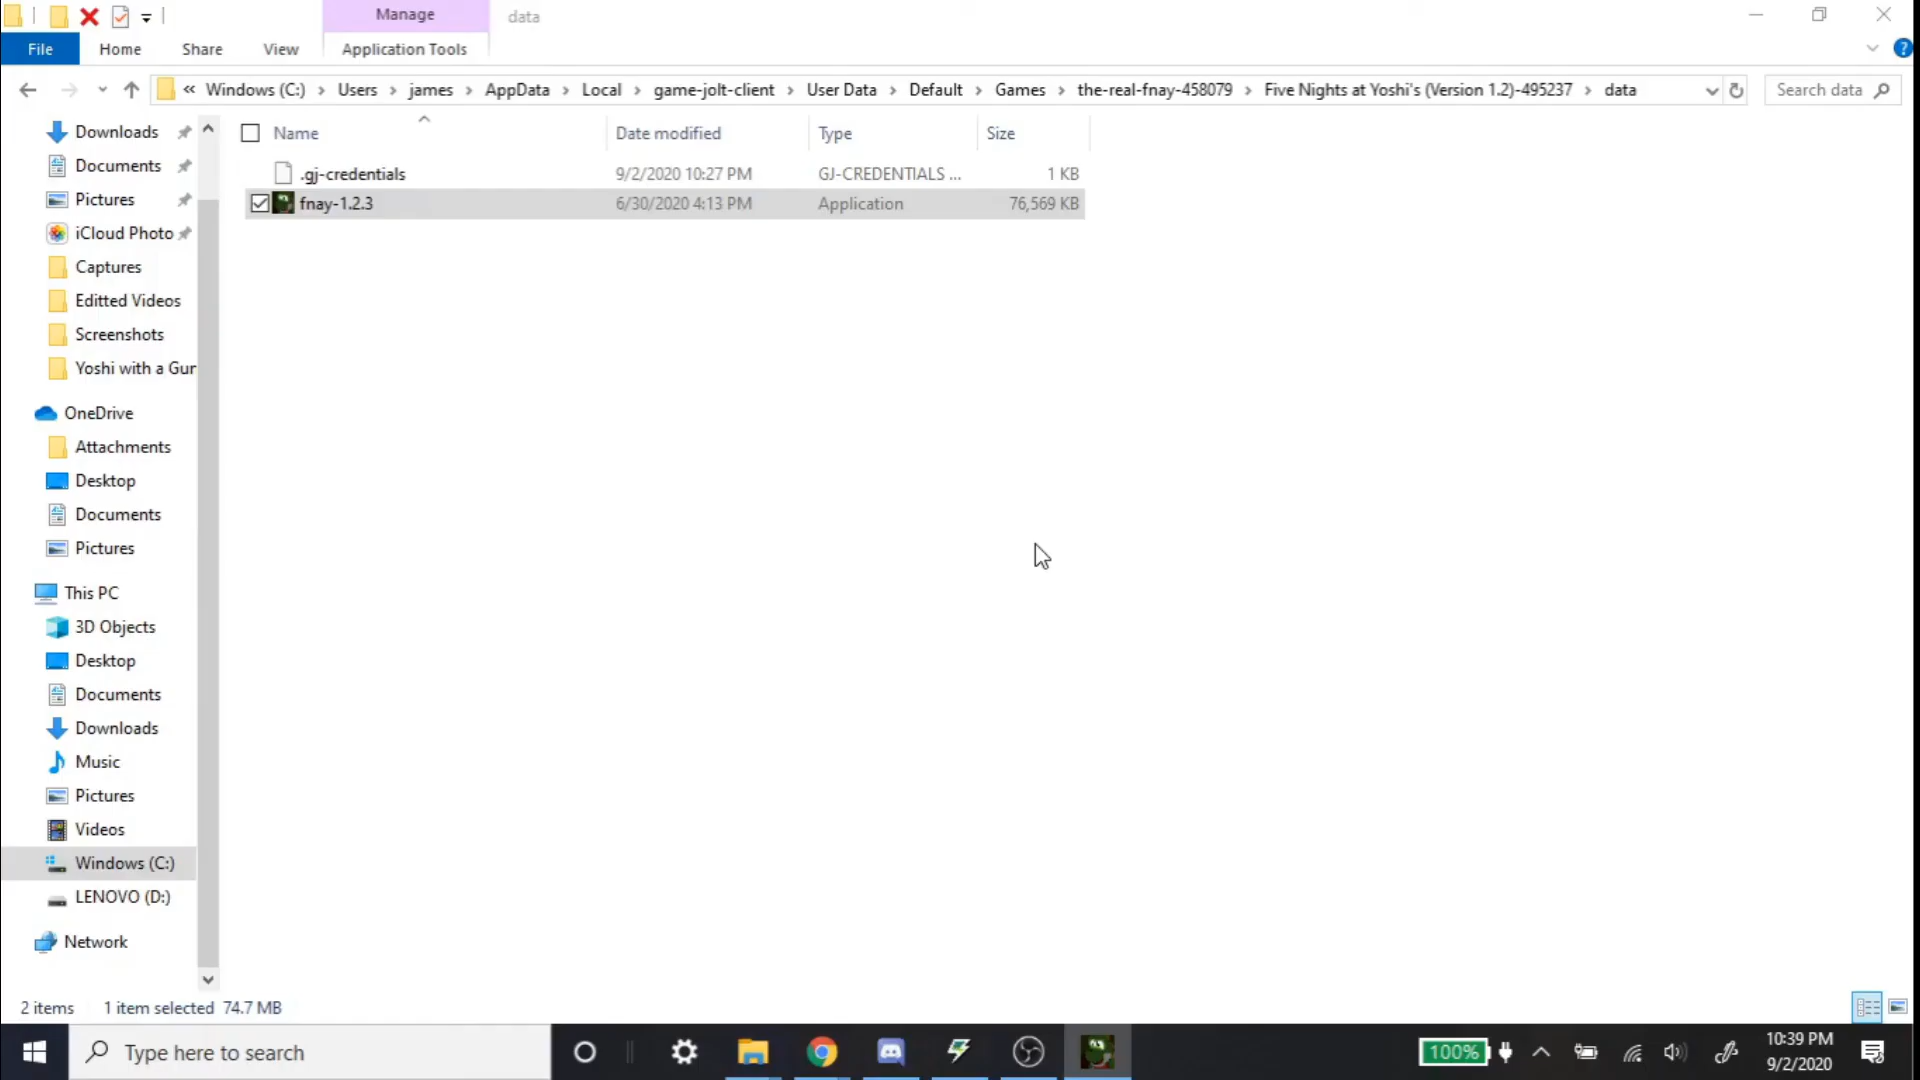 Manage
data
File
Home
Share
View
Application Tools
« Windows (C:) › Users › james › AppData › Local › game-jolt-client › User Data › Default › Games › the-real-fnay-458079 › Five Nights at Yoshi's (Version 1.2)-495237 › data
Search data
Name
Date modified
Type
Size
.gj-credentials
9/2/2020 10:27 PM
GJ-CREDENTIALS ...
1 KB
fnay-1.2.3
6/30/2020 4:13 PM
Application
76,569 KB
Downloads
Documents
Pictures
iCloud Photo
Captures
Editted Videos
Screenshots
Yoshi with a Gun
OneDrive
Attachments
Desktop
Documents
Pictures
This PC
3D Objects
Desktop
Documents
Downloads
Music
Pictures
Videos
Windows (C:)
LENOVO (D:)
Network
2 items
1 item selected 74.7 MB
Type here to search
100%
10:39 PM
9/2/2020